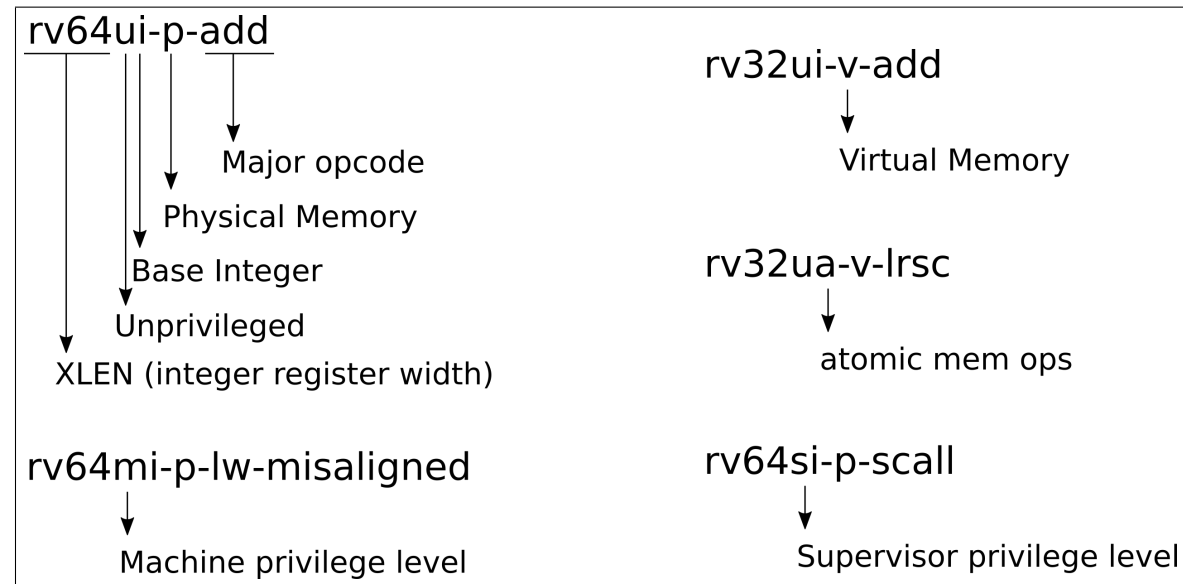 rv64ui-p-add
Major opcode
Physical Memory
Base Integer
Unprivileged
XLEN (integer register width)
rv64mi-p-lw-misaligned
Machine privilege level
rv32ui-v-add
Virtual Memory
rv32ua-v-lrsc
atomic mem ops
rv64si-p-scall
Supervisor privilege level